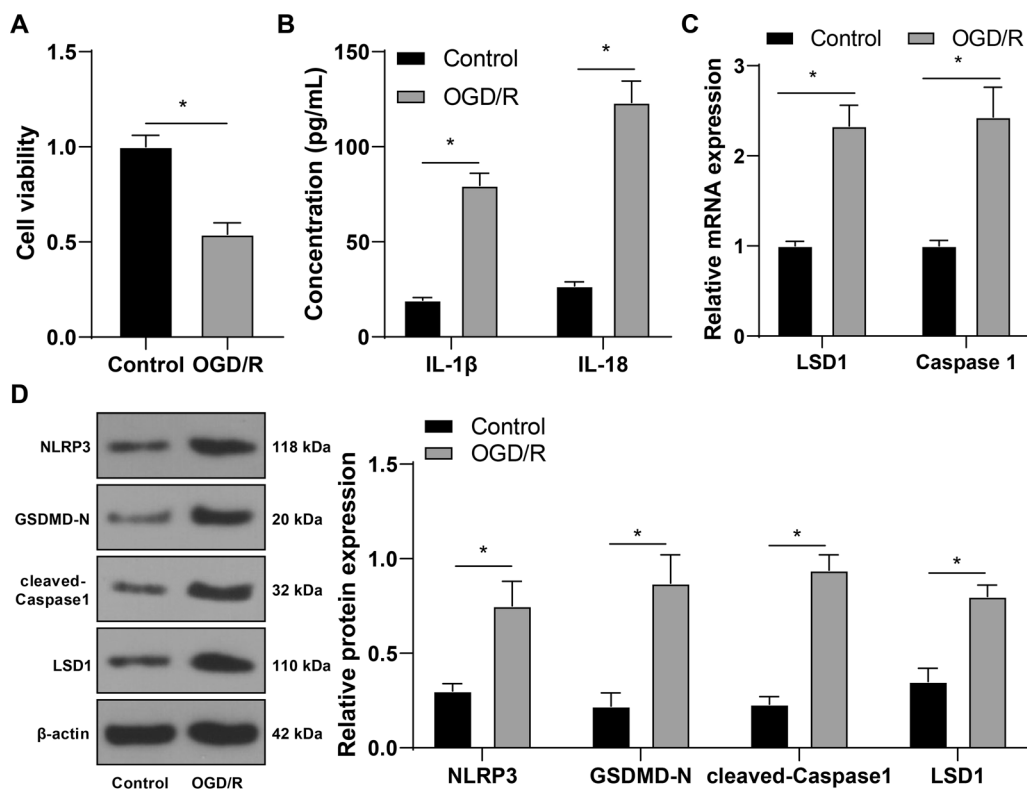 A
Cell viability
1.5
1.0
0.5
0.0
*
Control OGD/R
B
Concentration (pg/mL)
150
100
50
0
Control
OGD/R
*
*
IL-1β IL-18
C
Control OGD/R
Relative mRNA expression
3
2
1
0
*
*
LSD1 Caspase 1
D
NLRP3 118 kDa
GSDMD-N 20 kDa
cleaved-
Caspase1 32 kDa
LSD1 110 kDa
β-actin 42 kDa
Control OGD/R
Control
OGD/R
Relative protein expression
1.5
1.0
0.5
0.0
*
*
*
*
NLRP3 GSDMD-N cleaved-Caspase1 LSD1